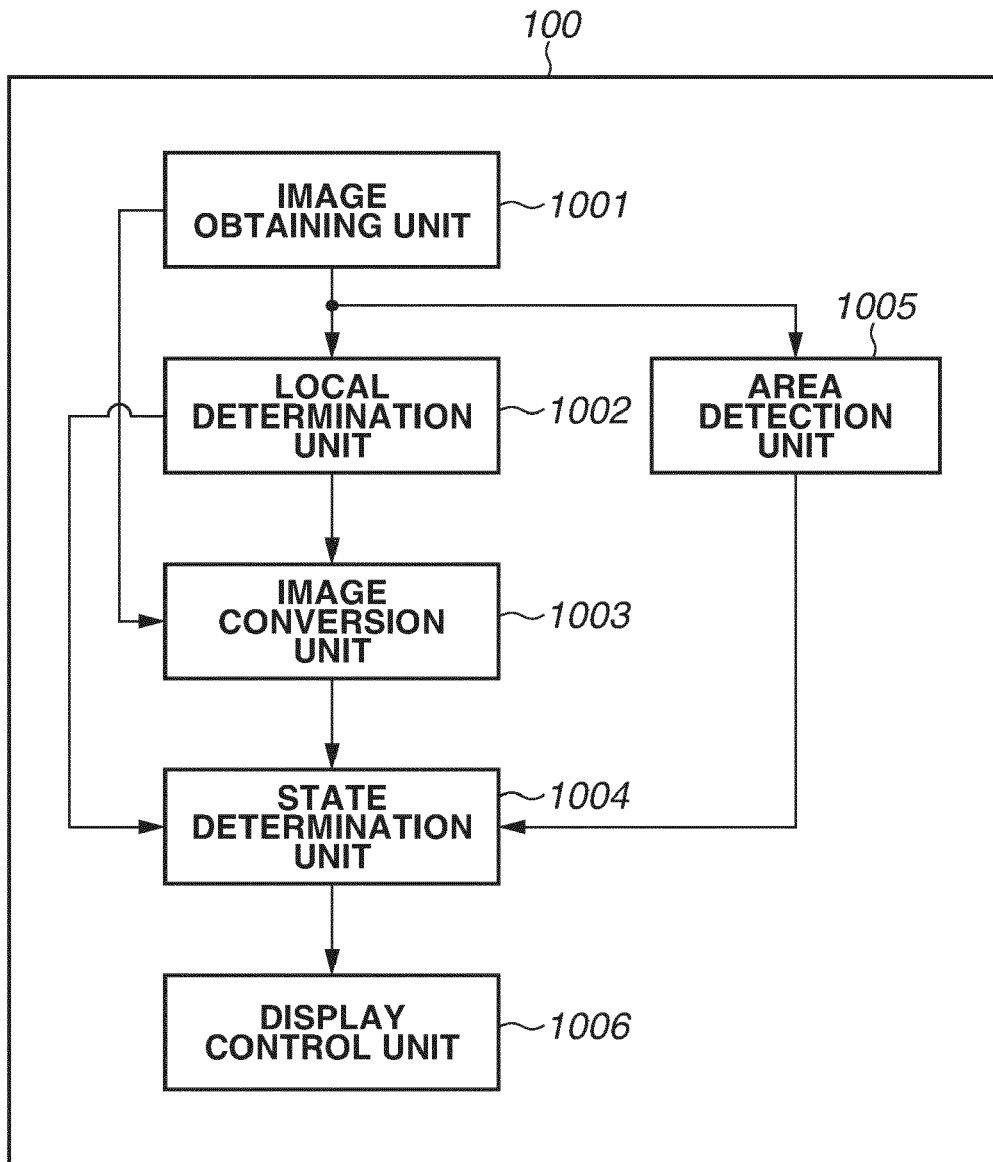 100
IMAGE
OBTAINING UNIT
1001
1005
LOCAL
DETERMINATION
UNIT
1002
AREA
DETECTION
UNIT
IMAGE
CONVERSION
UNIT
1003
STATE
DETERMINATION
UNIT
1004
DISPLAY
CONTROL UNIT
1006